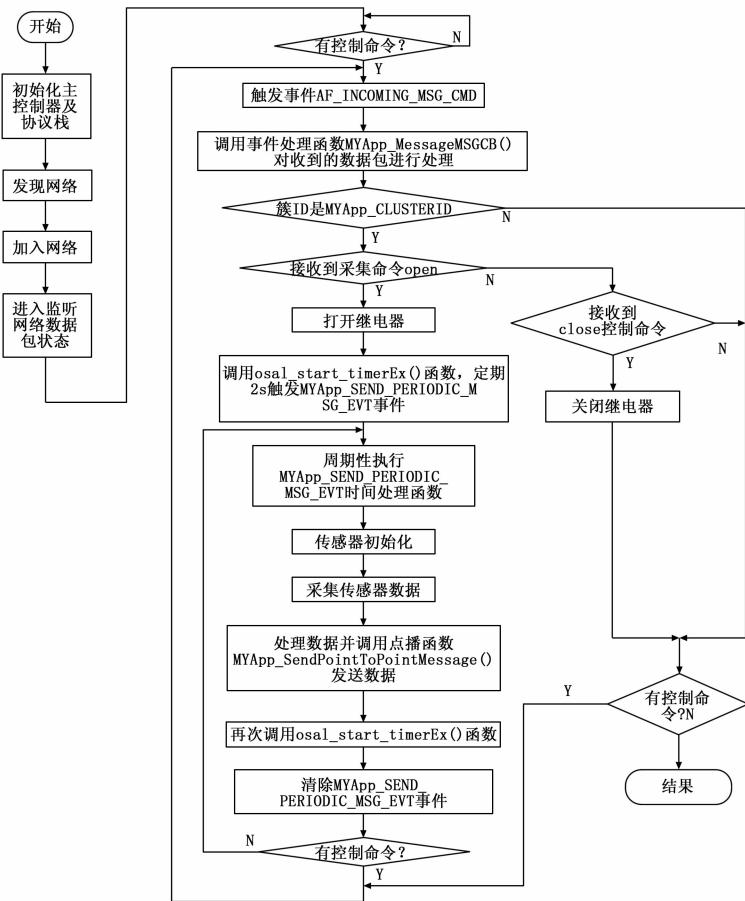 开始
初始化主
控制器及
协议栈
发现网络
加入网络
进入监听
网络数据
包状态
有控制命令?
N
Y
触发事件AF_INCOMING_MSG_CMD
调用事件处理函数MYApp_MessageMSGCB()
对收到的数据包进行处理
簇ID是MYApp_CLUSTERID
N
Y
接收到采集命令open
N
Y
打开继电器
接收到
close控制命令
N
Y
关闭继电器
调用osal_start_timerEx()函数，定期
2s触发MYApp_SEND_PERIODIC_M
SG_EVT事件
周期性执行
MYApp_SEND_PERIODIC_
MSG_EVT时间处理函数
传感器初始化
采集传感器数据
处理数据并调用点播函数
MYApp_SendPointToPointMessage()
发送数据
再次调用osal_start_timerEx()函数
清除MYApp_SEND_
PERIODIC_MSG_EVT事件
N
有控制命令?
Y
Y
有控制命
令?N
结果